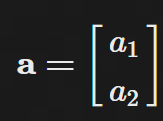 a = [a₁
a₂]